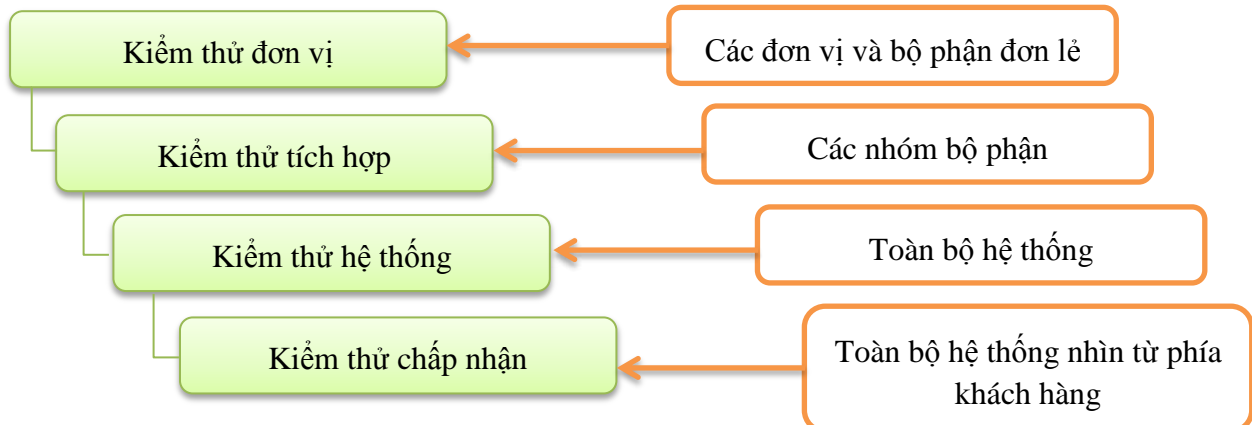 Kiểm thử đơn vị
Các đơn vị và bộ phận đơn lẻ
Kiểm thử tích hợp
Các nhóm bộ phận
Kiểm thử hệ thống
Toàn bộ hệ thống
Kiểm thử chấp nhận
Toàn bộ hệ thống nhìn từ phía
khách hàng